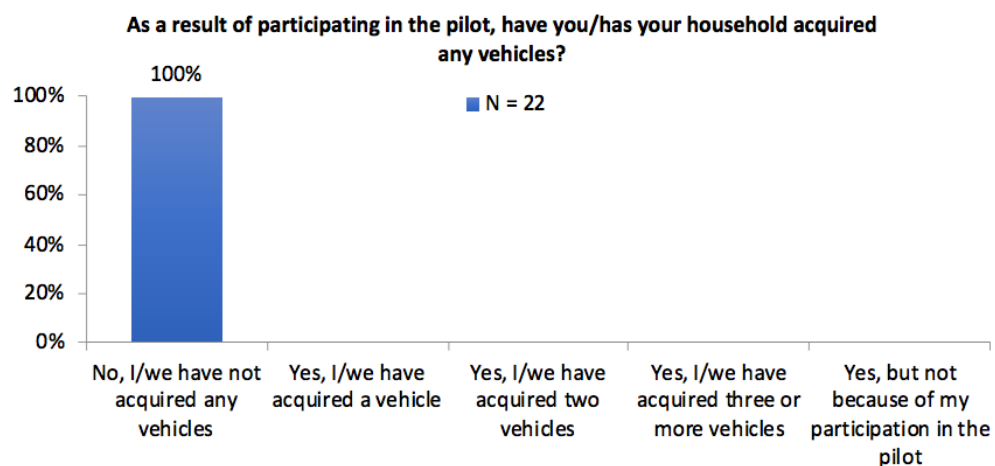 As a result of participating in the pilot, have you/has your household acquired
any vehicles?
100%
N = 22
100%
80%
60%
40%
20%
0%
No, I/we have not
acquired any
vehicles
Yes, I/we have
acquired a vehicle
Yes, I/we have
acquired two
vehicles
Yes, I/we have
acquired three or
more vehicles
Yes, but not
because of my
participation in the
pilot